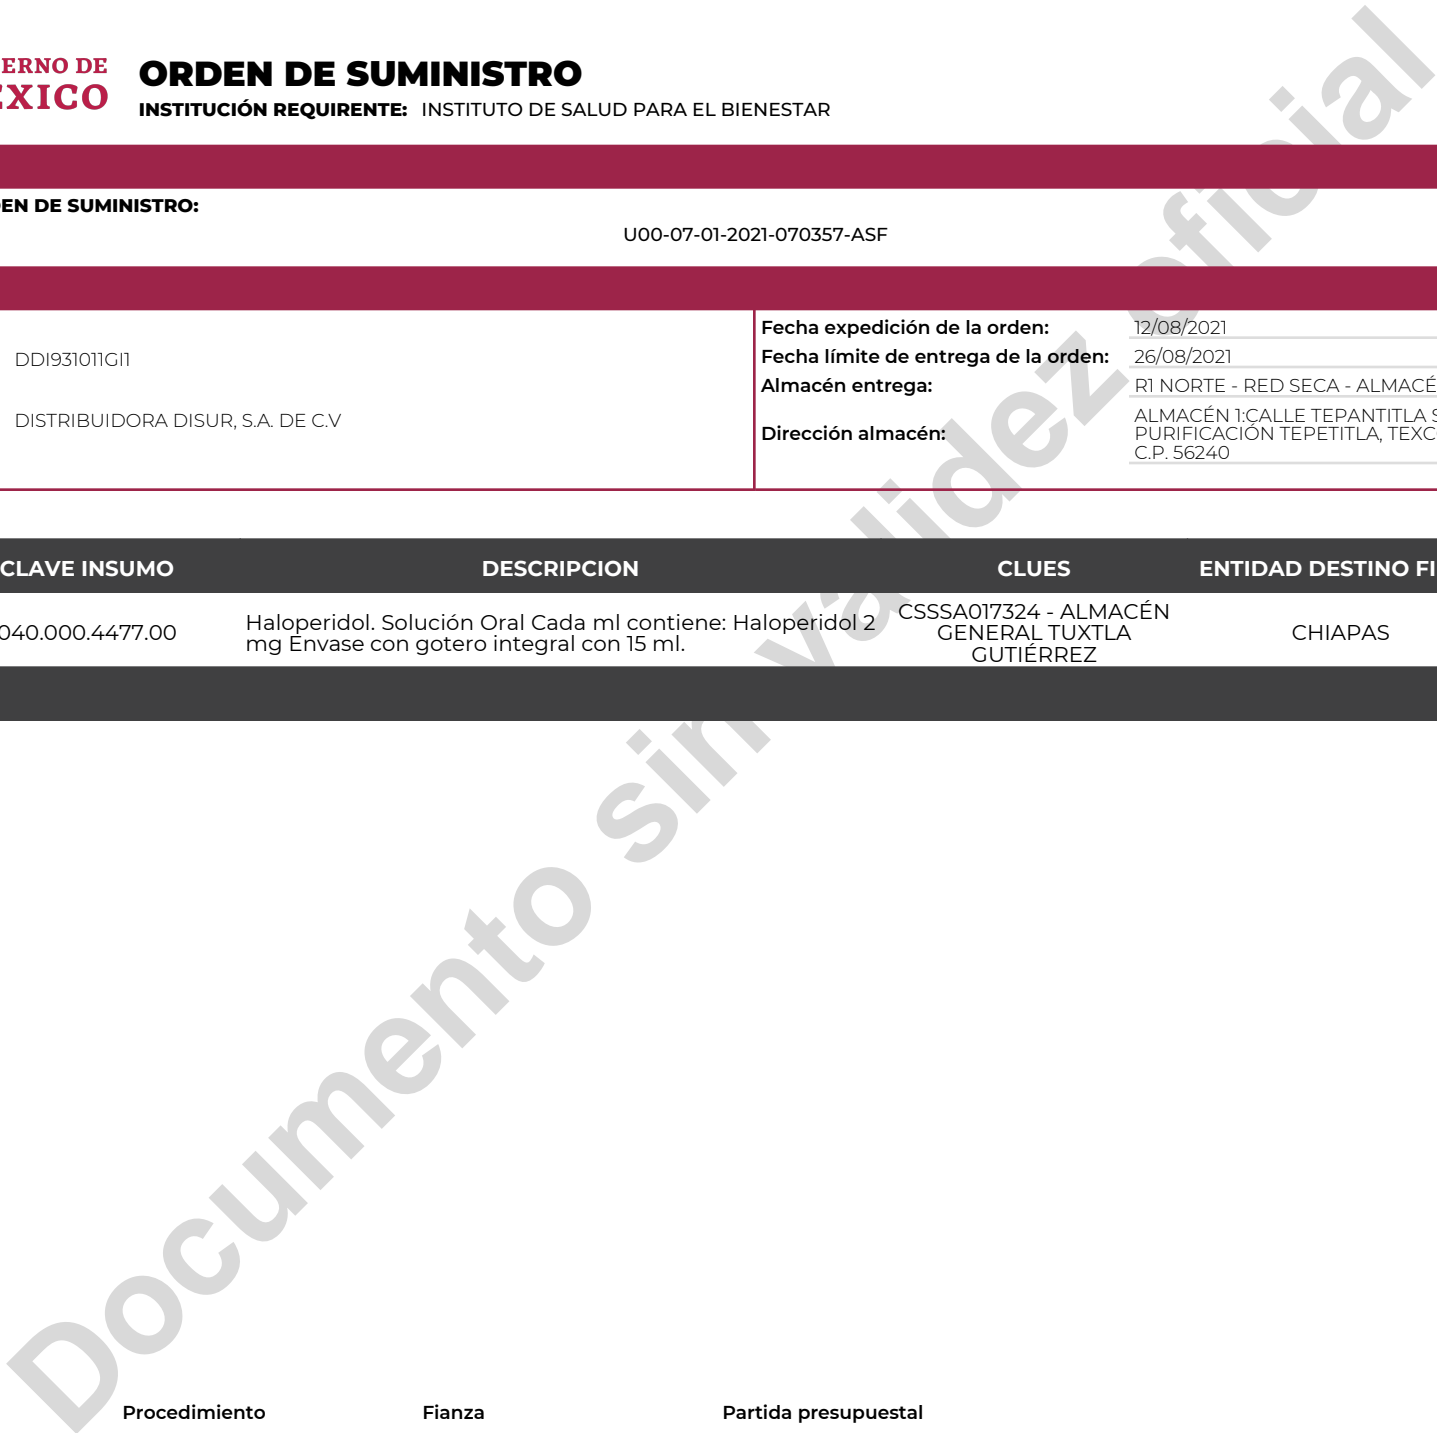 ERNO DE
EXICO
ORDEN DE SUMINISTRO
INSTITUCIÓN REQUIRENTE: INSTITUTO DE SALUD PARA EL BIENESTAR
EN DE SUMINISTRO:
U00-07-01-2021-070357-ASF
DDI931011GI1
DISTRIBUIDORA DISUR, S.A. DE C.V
Fecha expedición de la orden: 12/08/2021
Fecha límite de entrega de la orden: 26/08/2021
Almacén entrega: R1 NORTE - RED SECA - ALMACÉ
Dirección almacén: ALMACÉN 1:CALLE TEPANTITLA S
PURIFICACIÓN TEPETITLA, TEXC
C.P. 56240
CLAVE INSUMO DESCRIPCION CLUES ENTIDAD DESTINO FI
040.000.4477.00
Haloperidol. Solución Oral Cada ml contiene: Haloperidol 2
mg Envase con gotero integral con 15 ml.
CSSSA017324 - ALMACÉN
GENERAL TUXTLA
GUTIÉRREZ
CHIAPAS
Documento sin validez oficial
Procedimiento Fianza Partida presupuestal